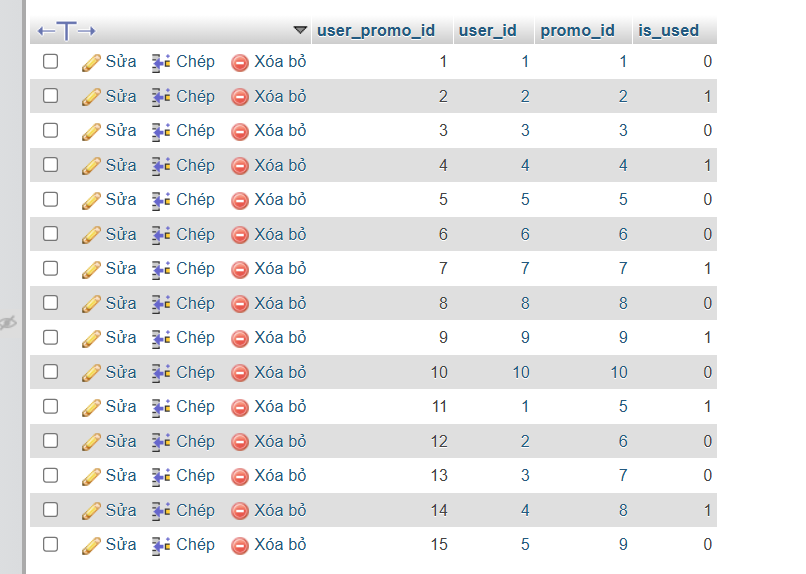 user_promo_id user_id promo_id is_used
Sửa Chép Xóa bỏ 1 1 1 0
Sửa Chép Xóa bỏ 2 2 2 1
Sửa Chép Xóa bỏ 3 3 3 0
Sửa Chép Xóa bỏ 4 4 4 1
Sửa Chép Xóa bỏ 5 5 5 0
Sửa Chép Xóa bỏ 6 6 6 0
Sửa Chép Xóa bỏ 7 7 7 1
Sửa Chép Xóa bỏ 8 8 8 0
Sửa Chép Xóa bỏ 9 9 9 1
Sửa Chép Xóa bỏ 10 10 10 0
Sửa Chép Xóa bỏ 11 1 5 1
Sửa Chép Xóa bỏ 12 2 6 0
Sửa Chép Xóa bỏ 13 3 7 0
Sửa Chép Xóa bỏ 14 4 8 1
Sửa Chép Xóa bỏ 15 5 9 0